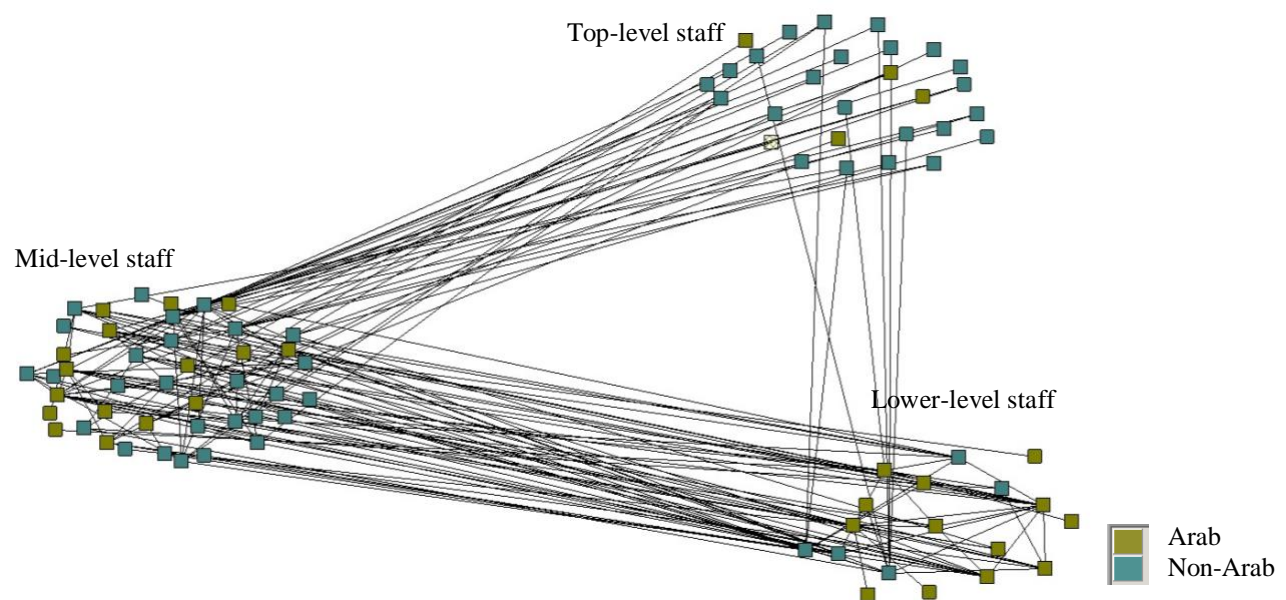 Top-level staff
Mid-level staff
Lower-level staff
Arab
Non-Arab